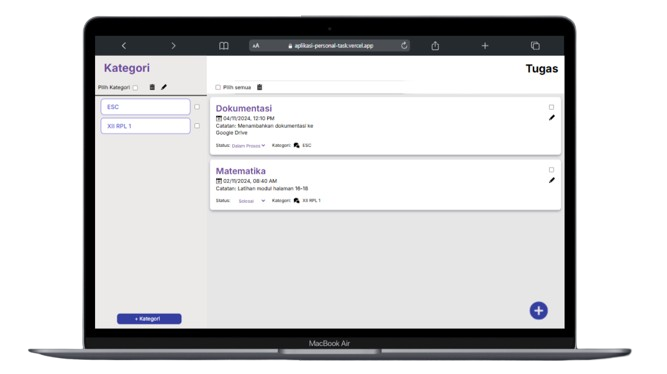 AA aplikasi-personal-task.vercel.app
Kategori
Tugas
Pilih Kategori
Pilih semua
ESC
XII RPL 1
Dokumentasi
04/11/2024, 12:10 PM
Catatan: Menambahkan dokumentasi ke
Google Drive
Status: Dalam Proses Kategori: ESC
Matematika
02/11/2024, 08:40 AM
Catatan: Latihan modul halaman 16-18
Status: Selesai Kategori: XII RPL 1
+ Kategori
MacBook Air